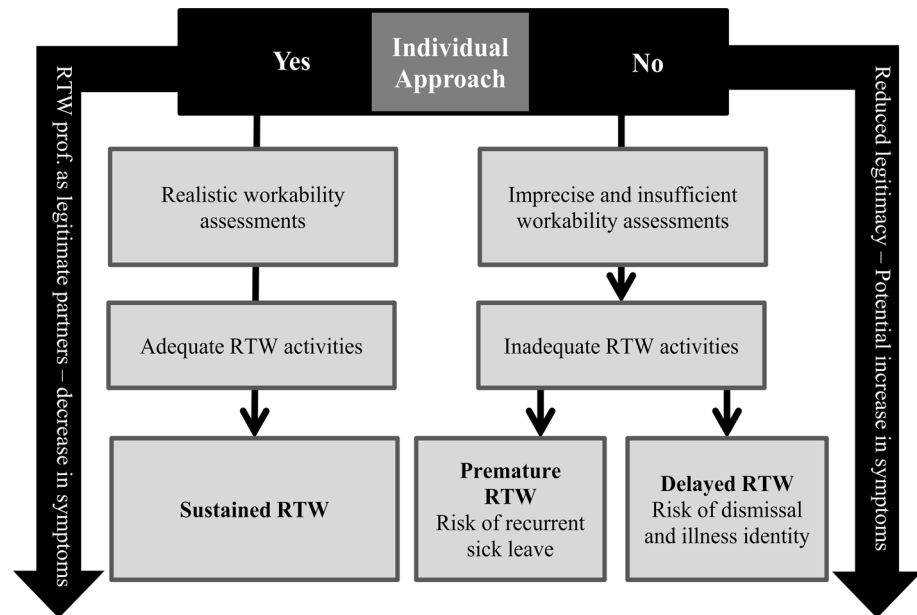 Yes
Individual
Approach
No
RTW prof. as legitimate partners – decrease in symptoms
Reduced legitimacy – Potential increase in symptoms
Realistic workability
assessments
Imprecise and insufficient
workability assessments
Adequate RTW activities
Inadequate RTW activities
Sustained RTW
Premature
RTW
Risk of recurrent
sick leave
Delayed RTW
Risk of dismissal
and illness identity